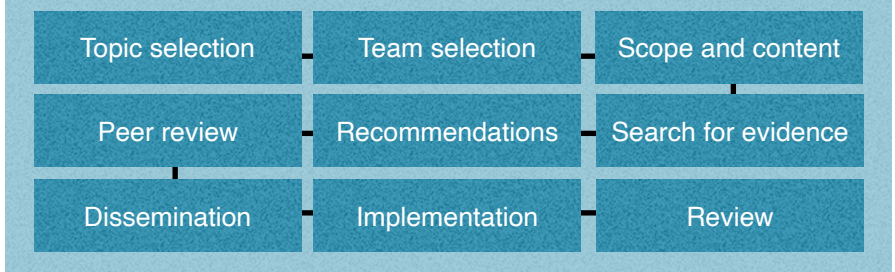 Topic selection
Team selection
Scope and content
Peer review
Recommendations
Search for evidence
Dissemination
Implementation
Review